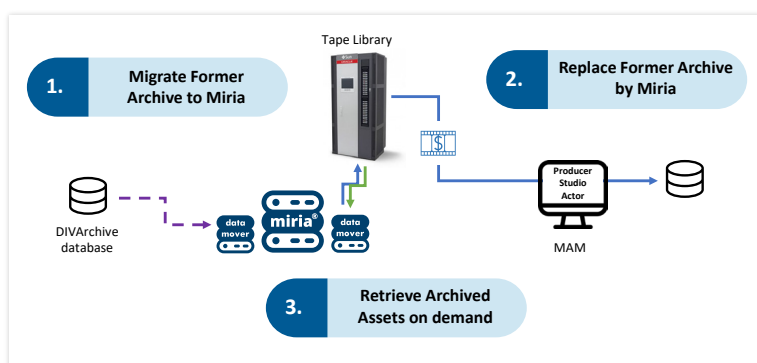 Tape Library
1.
Migrate Former
Archive to Miria
2.
Replace Former Archive
by Miria
$
Producer
Studio
Actor
MAM
DIVArchive
database
data
mover
miria®
data
mover
3.
Retrieve Archived
Assets on demand